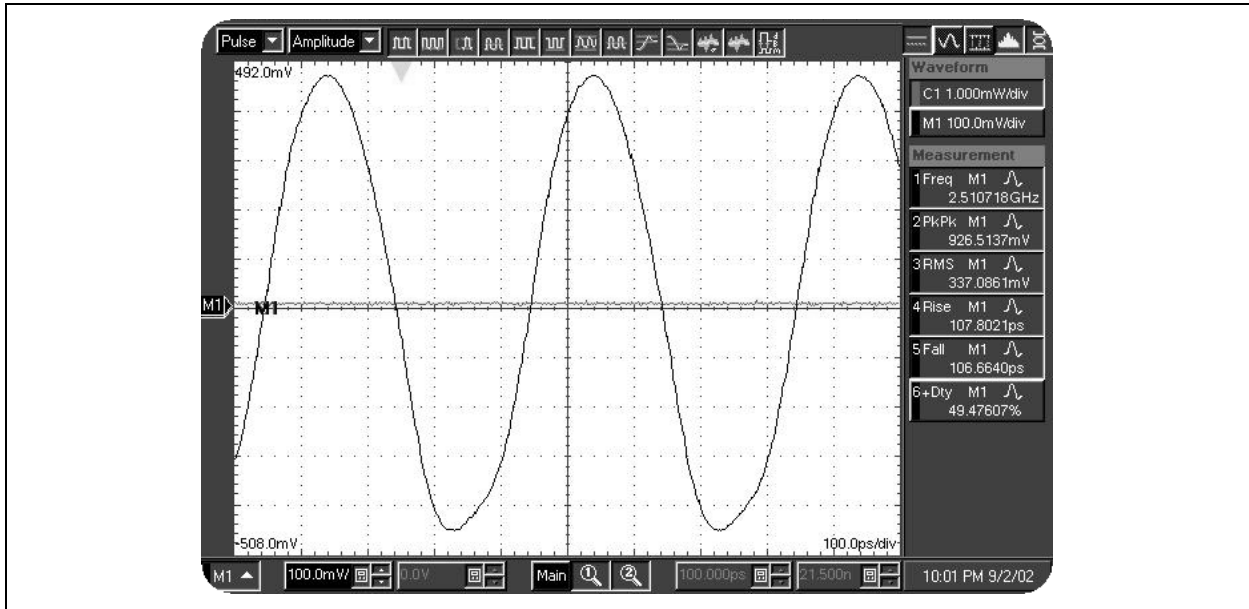 Pulse Amplitude
492.0mV
-508.0mV
100.0ps/div
M1
M1
Waveform
C1 1.000mW/div
M1 100.0mV/div
Measurement
1 Freq M1
2.510718GHz
2 PkPk M1
926.5137mV
3 RMS M1
337.0861mV
4 Rise M1
107.8021ps
5 Fall M1
106.6640ps
6 +Dty M1
49.47607%
M1 100.0mV/ 0.0V Main 1 2 100.000ps 21.500n 10:01 PM 9/2/02